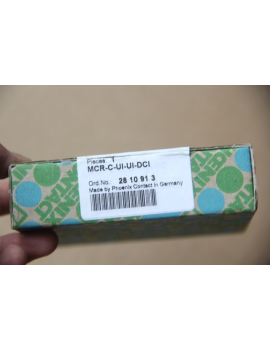 Pieces: 1
MCR-C-UI-UI-DCI
Ord.No. 28 10 91 3
Made by Phoenix Contact in Germany